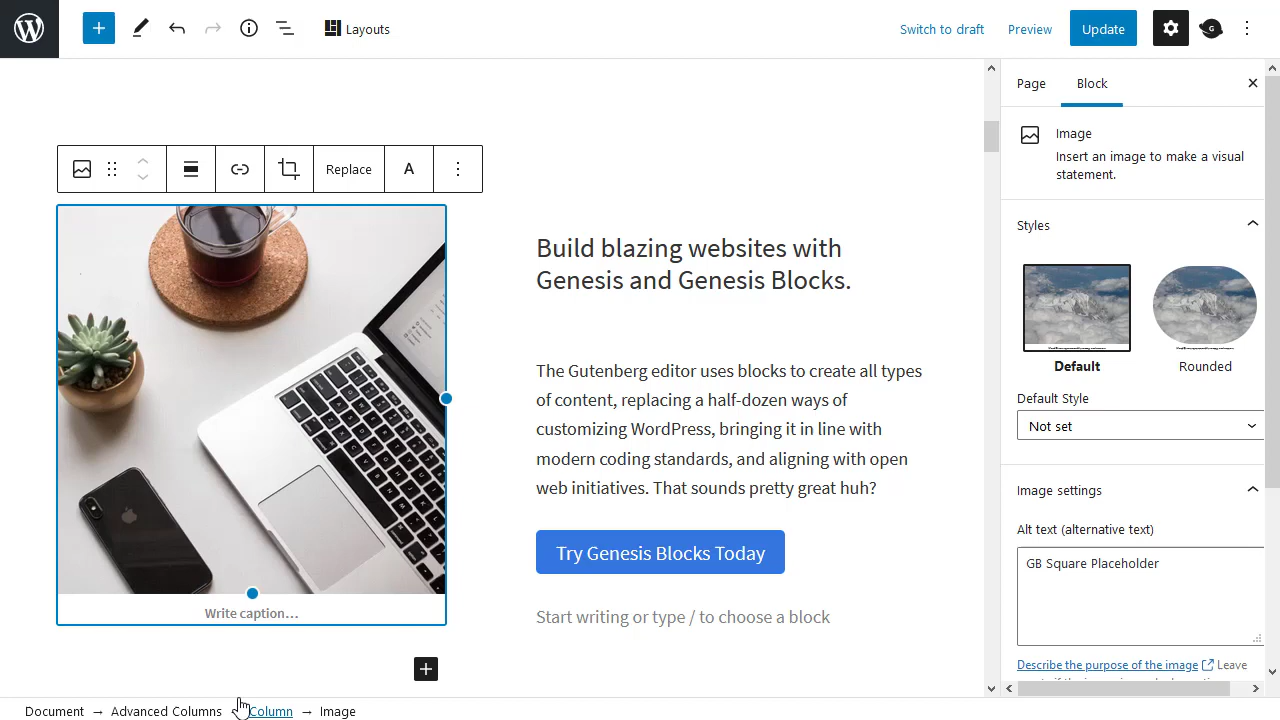 Layouts
Switch to draft
Preview
Update
G
Page
Block
Image
Insert an image to make a visual
statement.
Replace
A
Styles
Default
Rounded
Default Style
Not set
Build blazing websites with
Genesis and Genesis Blocks.
The Gutenberg editor uses blocks to create all types
of content, replacing a half-dozen ways of
customizing WordPress, bringing it in line with
modern coding standards, and aligning with open
web initiatives. That sounds pretty great huh?
Try Genesis Blocks Today
Start writing or type / to choose a block
Write caption...
Image settings
Alt text (alternative text)
GB Square Placeholder
Describe the purpose of the image Leave
Document → Advanced Columns → Column → Image